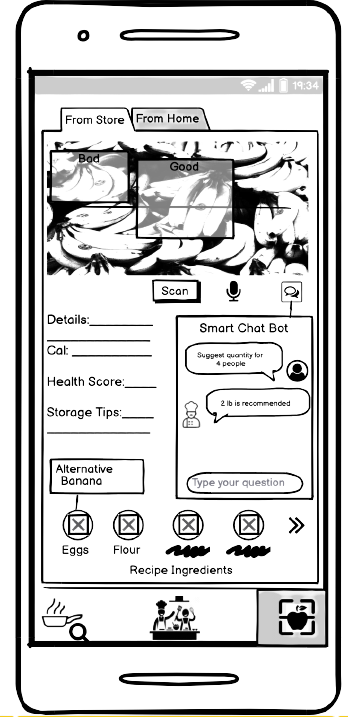 19:34
From Store
From Home
Bad
Good
Scan
Details:
Cal:
Health Score:
Storage Tips:
Smart Chat Bot
Suggest quantity for
4 people
2 lb is recommended
Type your question
Alternative
Banana
Eggs
Flour
Recipe Ingredients